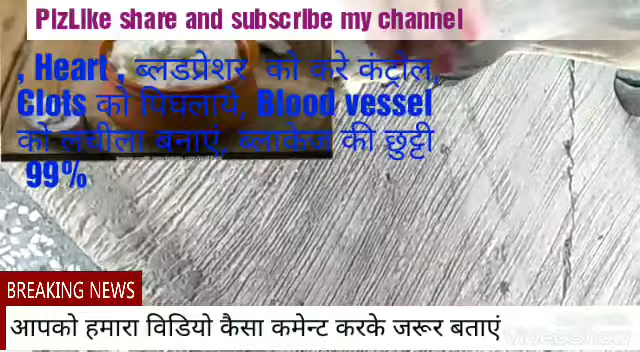 PlzLike share and subscribe my channel
, Heart , ब्लडप्रेशर को करे कंट्रोल,
Clots को पिघलाये, Blood vessel
को लचीला बनाएं, ब्लाकेज की छुट्टी
99%
BREAKING NEWS
आपको हमारा विडियो कैसा कमेन्ट करके जरूर बताएं
VideoShow